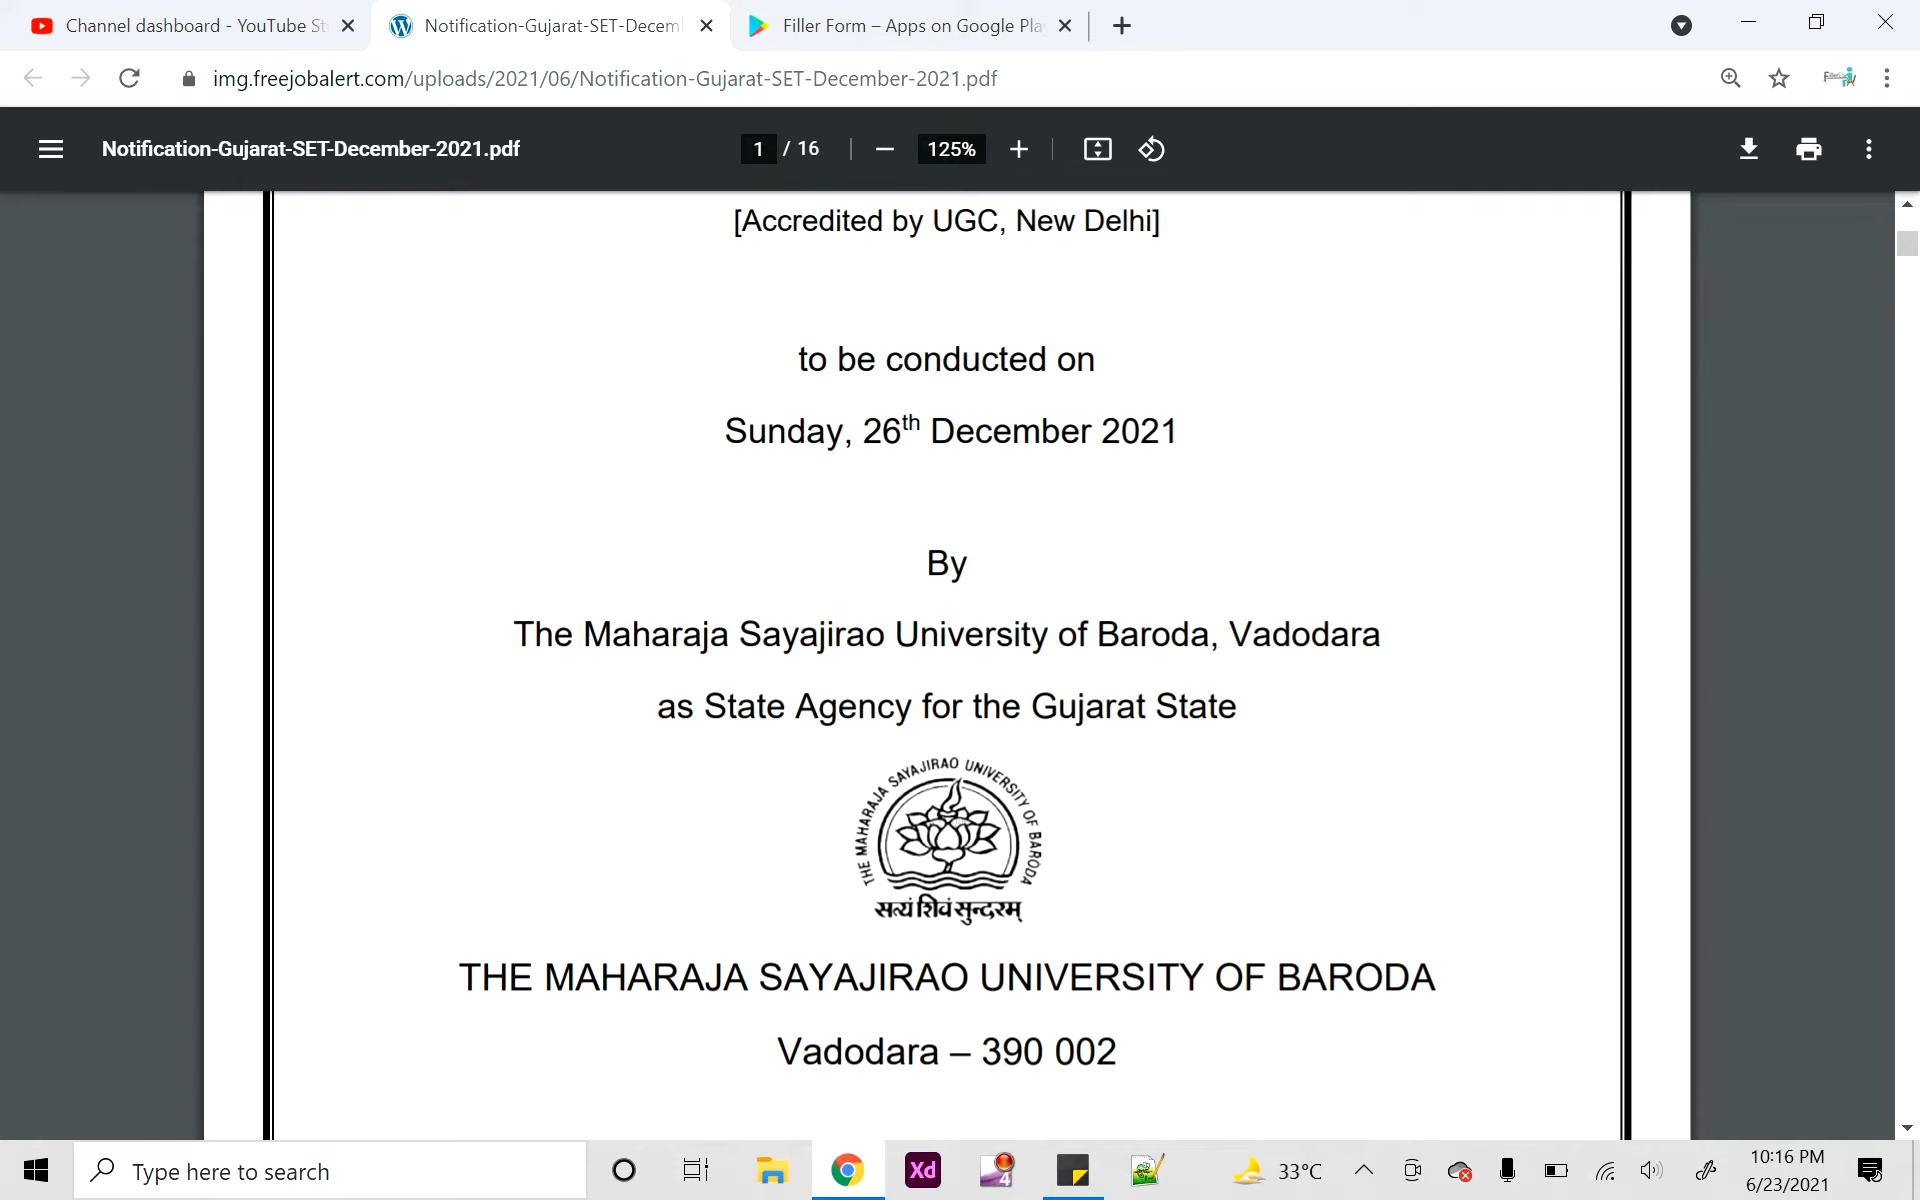 Channel dashboard - YouTube St
Notification-Gujarat-SET-Decem
Filler Form – Apps on Google Pla
img.freejobalert.com/uploads/2021/06/Notification-Gujarat-SET-December-2021.pdf
Notification-Gujarat-SET-December-2021.pdf
1 / 16
125%
[Accredited by UGC, New Delhi]
to be conducted on
Sunday, 26th December 2021
By
The Maharaja Sayajirao University of Baroda, Vadodara
as State Agency for the Gujarat State
THE MAHARAJA SAYAJIRAO UNIVERSITY OF BARODA
सत्यं शिवं सुन्दरम्
THE MAHARAJA SAYAJIRAO UNIVERSITY OF BARODA
Vadodara – 390 002
Type here to search
Xd
4
33°C
10:16 PM
6/23/2021